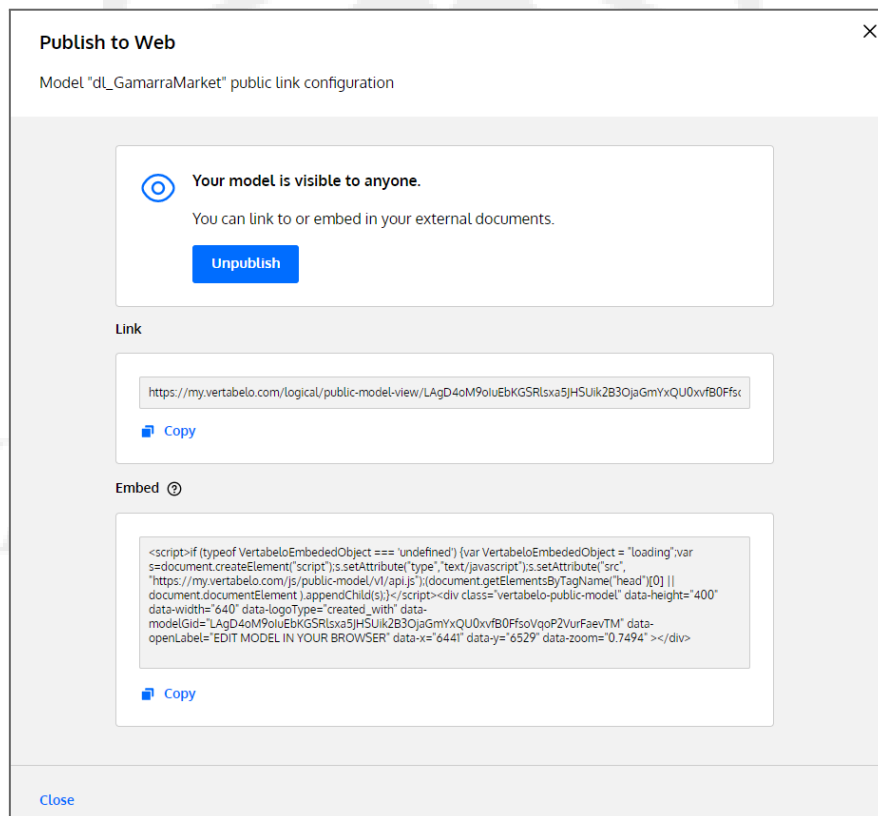 Publish to Web
Model "dl_GamarraMarket" public link configuration
Your model is visible to anyone.
You can link to or embed in your external documents.
Unpublish
Link
https://my.vertabelo.com/logical/public-model-view/LAgD4oM9oIuEbKGSRlsxa5JHSUik2B3OjaGmYxQU0xvfB0Ffso
Copy
Embed
<script>if (typeof VertabeloEmbededObject === 'undefined') {var VertabeloEmbededObject = "loading";var
s=document.createElement("script");s.setAttribute("type","text/javascript");s.setAttribute("src",
"https://my.vertabelo.com/js/public-model/v1/api.js");(document.getElementsByTagName("head")[0] ||
document.documentElement ).appendChild(s);}</script><div class="vertabelo-public-model" data-height="400"
data-width="640" data-logoType="created_with" data-
modelGid="LAgD4oM9oIuEbKGSRlsxa5JHSUik2B3OjaGmYxQU0xvfB0FfsoVqoP2VurFaevTM" data-
openLabel="EDIT MODEL IN YOUR BROWSER" data-x="6441" data-y="6529" data-zoom="0.7494" ></div>
Copy
Close